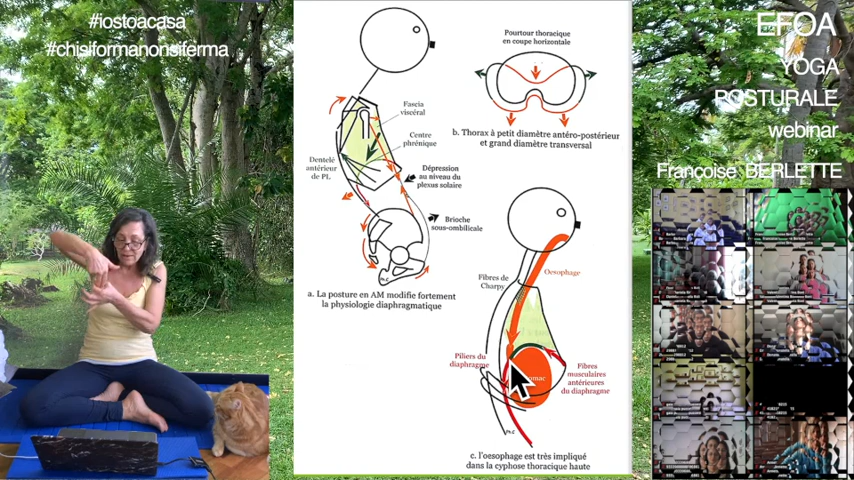 #iostoacasa
#chisiformanonsiferma
Fascia
viscéral
Centre
phrénique
Dentelé
antérieur
de PL
Dépression
au niveau du
plexus solaire
Brioche
sous-ombilicale
a. La posture en AM modifie fortement
la physiologie diaphragmatique
Pourtour thoracique
en coupe horizontale
b. Thorax à petit diamètre antéro-postérieur
et grand diamètre transversal
Oesophage
Fibres de
Charpy
Piliers du
diaphragme
Fibres
musculaires
antérieures
du diaphragme
c. l'oesophage est très impliqué
dans la cyphose thoracique haute
EFOA
YOGA
POSTURALE
webinar
Françoise BERLETTE